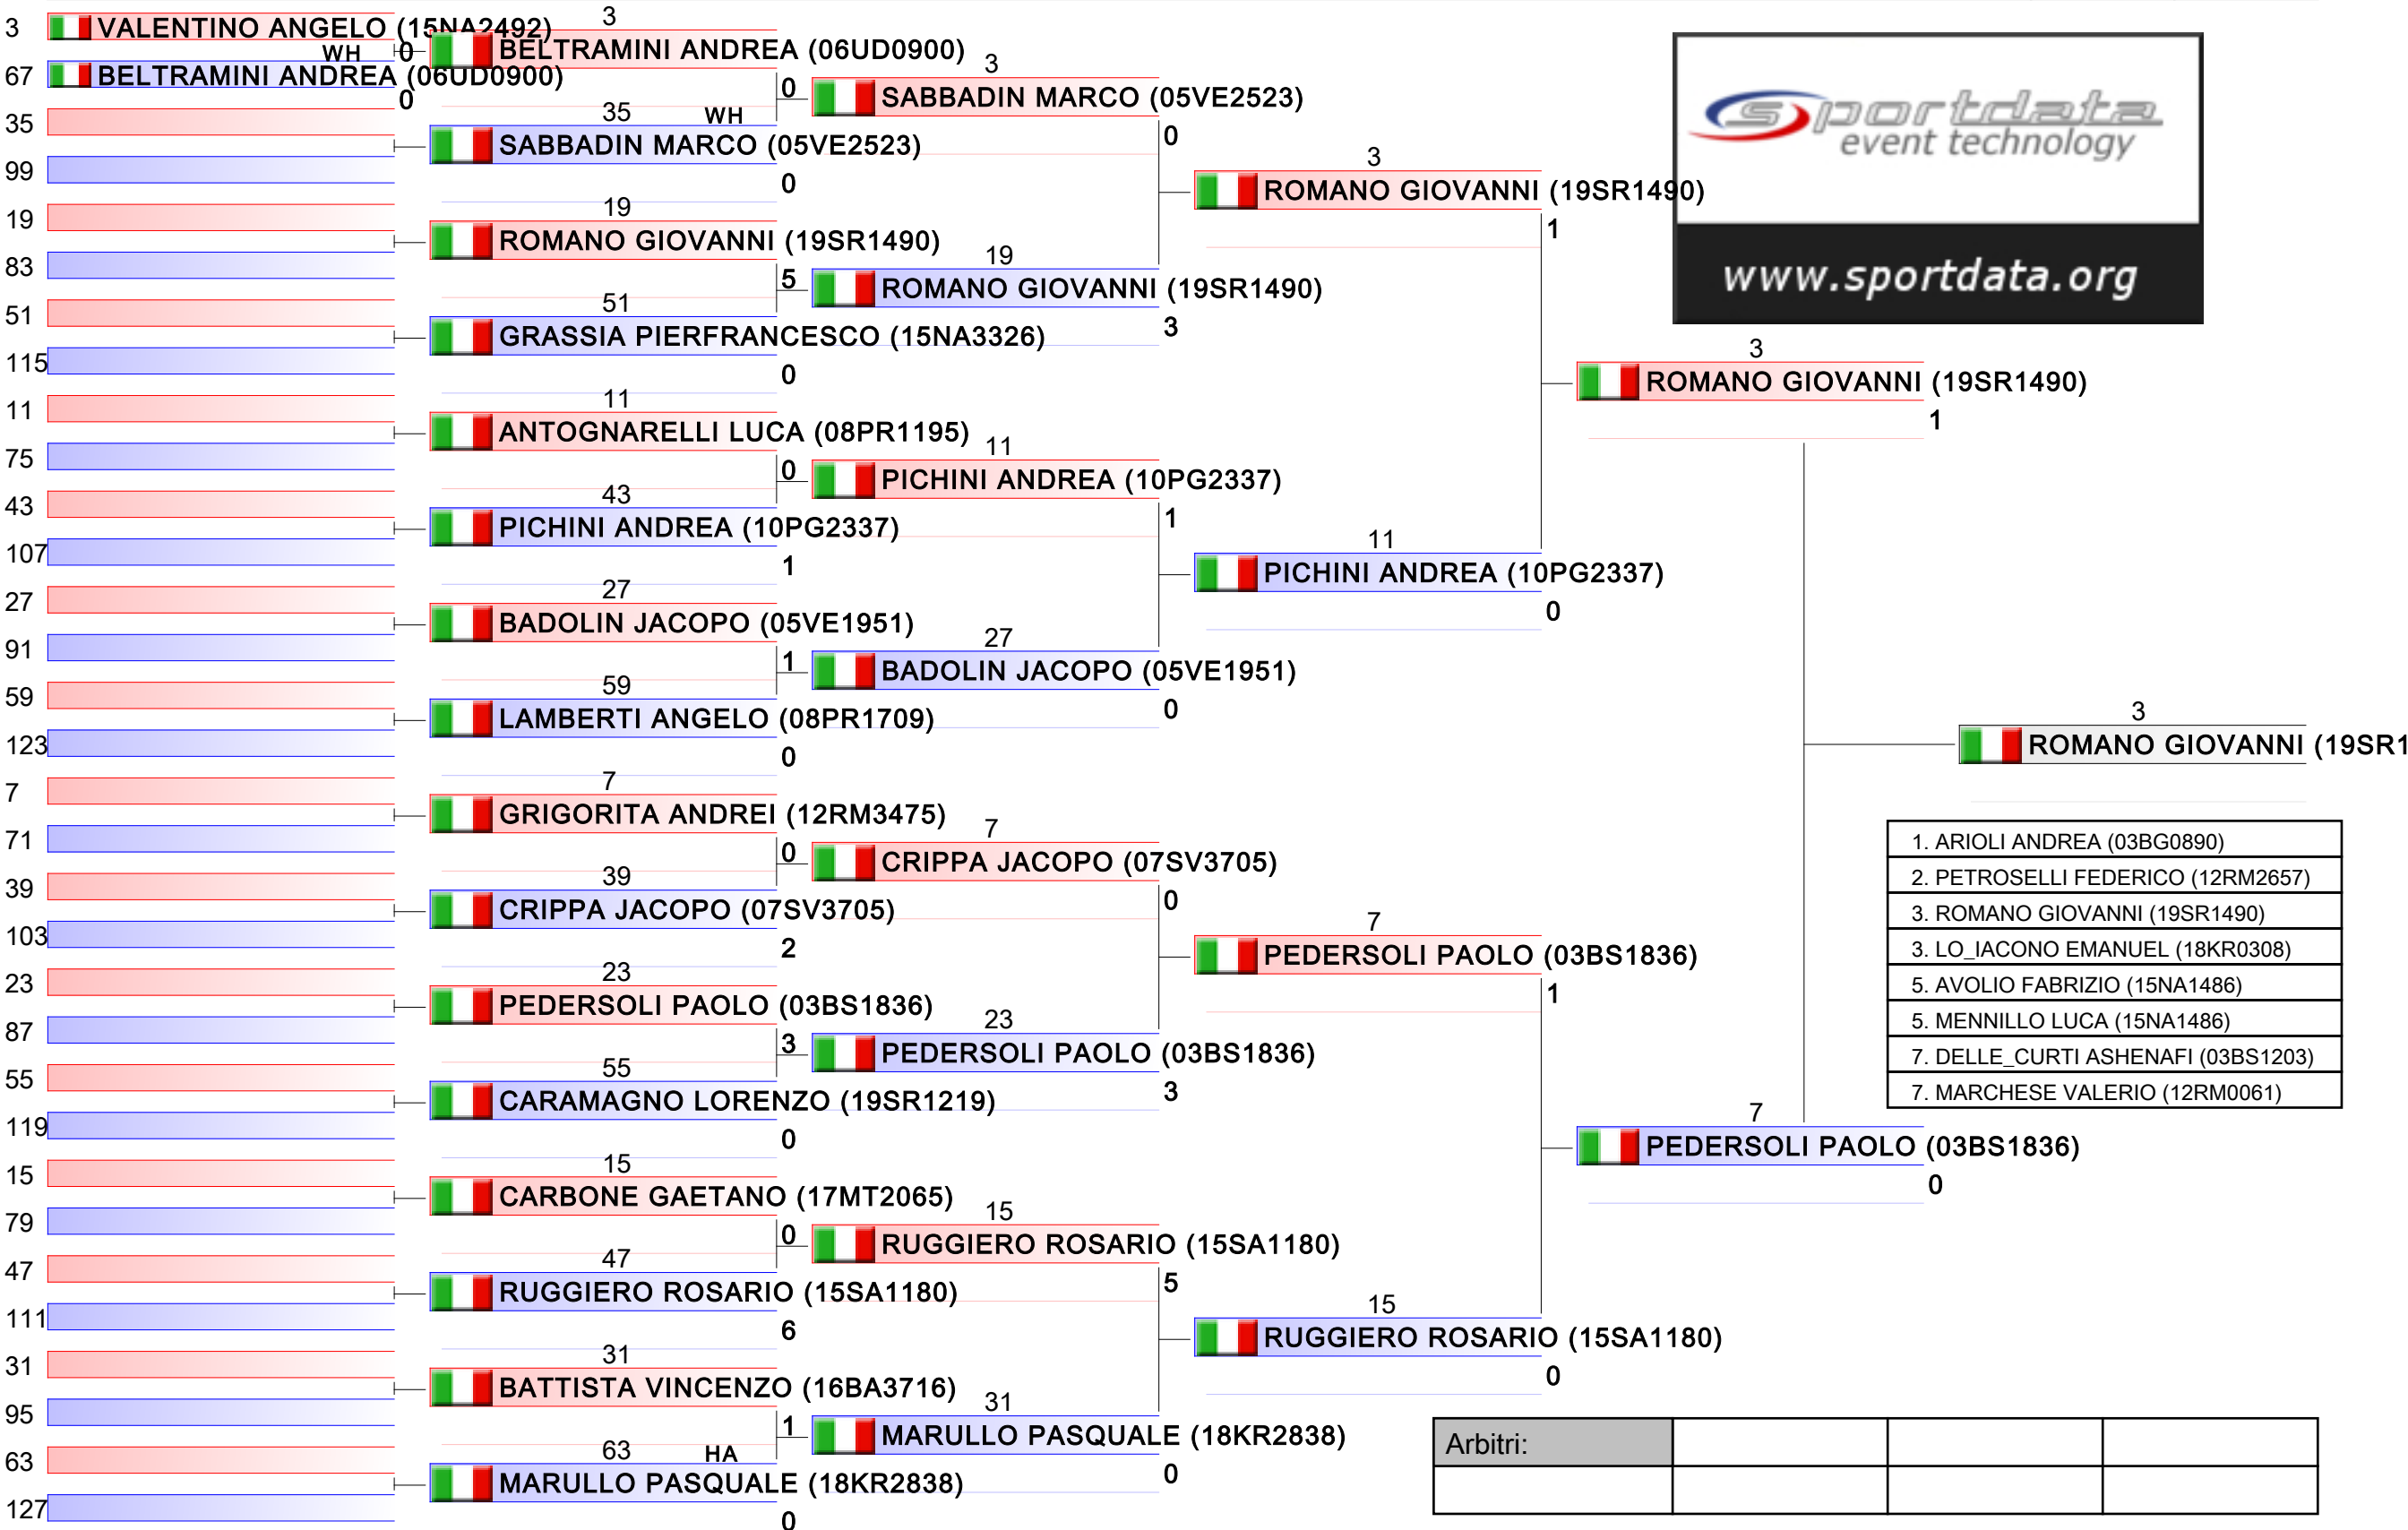 3 VALENTINO ANGELO (15NA2492)
WH 0
67 BELTRAMINI ANDREA (06UD0900)
0
35
99
19
83
51
115
11
75
43
107
27
91
59
123
7
71
39
103
23
87
55
119
15
79
47
111
31
95
63
127
3
BELTRAMINI ANDREA (06UD0900)
0
35 WH
SABBADIN MARCO (05VE2523)
0
19
ROMANO GIOVANNI (19SR1490)
5
51
GRASSIA PIERFRANCESCO (15NA3326)
0
11
ANTOGNARELLI LUCA (08PR1195)
0
43
PICHINI ANDREA (10PG2337)
1
27
BADOLIN JACOPO (05VE1951)
1
59
LAMBERTI ANGELO (08PR1709)
0
7
GRIGORITA ANDREI (12RM3475)
0
39
CRIPPA JACOPO (07SV3705)
2
23
PEDERSOLI PAOLO (03BS1836)
3
55
CARAMAGNO LORENZO (19SR1219)
0
15
CARBONE GAETANO (17MT2065)
0
47
RUGGIERO ROSARIO (15SA1180)
6
31
BATTISTA VINCENZO (16BA3716)
1
63 HA
MARULLO PASQUALE (18KR2838)
0
3
SABBADIN MARCO (05VE2523)
0
19
ROMANO GIOVANNI (19SR1490)
3
11
PICHINI ANDREA (10PG2337)
1
27
BADOLIN JACOPO (05VE1951)
0
7
CRIPPA JACOPO (07SV3705)
0
23
PEDERSOLI PAOLO (03BS1836)
3
15
RUGGIERO ROSARIO (15SA1180)
5
31
MARULLO PASQUALE (18KR2838)
0
3
ROMANO GIOVANNI (19SR1490)
1
11
PICHINI ANDREA (10PG2337)
0
7
PEDERSOLI PAOLO (03BS1836)
1
15
RUGGIERO ROSARIO (15SA1180)
0
3
ROMANO GIOVANNI (19SR1490)
1
7
PEDERSOLI PAOLO (03BS1836)
0
3
ROMANO GIOVANNI (19SR1
sportdata
event technology
www.sportdata.org
1. ARIOLI ANDREA (03BG0890)
2. PETROSELLI FEDERICO (12RM2657)
3. ROMANO GIOVANNI (19SR1490)
3. LO_IACONO EMANUEL (18KR0308)
5. AVOLIO FABRIZIO (15NA1486)
5. MENNILLO LUCA (15NA1486)
7. DELLE_CURTI ASHENAFI (03BS1203)
7. MARCHESE VALERIO (12RM0061)
Arbitri: